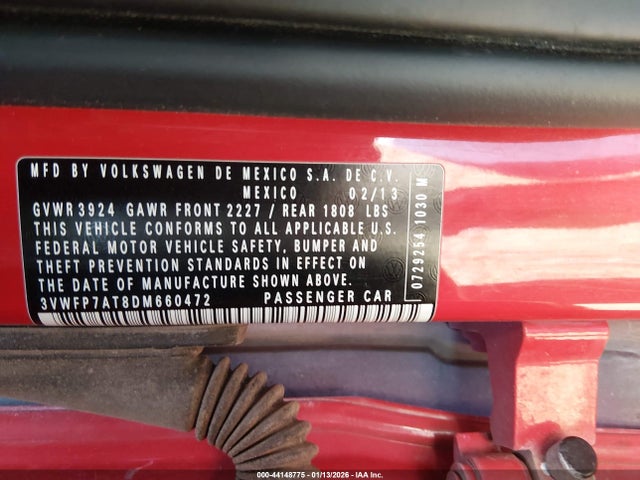 MFD BY VOLKSWAGEN DE MEXICO S.A. DE C.V.
MEXICO 02/13
GVWR 3924 GAWR FRONT 2227 / REAR 1808 LBS
THIS VEHICLE CONFORMS TO ALL APPLICABLE U.S.
FEDERAL MOTOR VEHICLE SAFETY, BUMPER AND
THEFT PREVENTION STANDARDS IN EFFECT ON
THE DATE OF MANUFACTURE SHOWN ABOVE.
3VWFP7AT8DM660472 PASSENGER CAR
0729254 1030 M
000-44148775 - 01/13/2026 - IAA Inc.